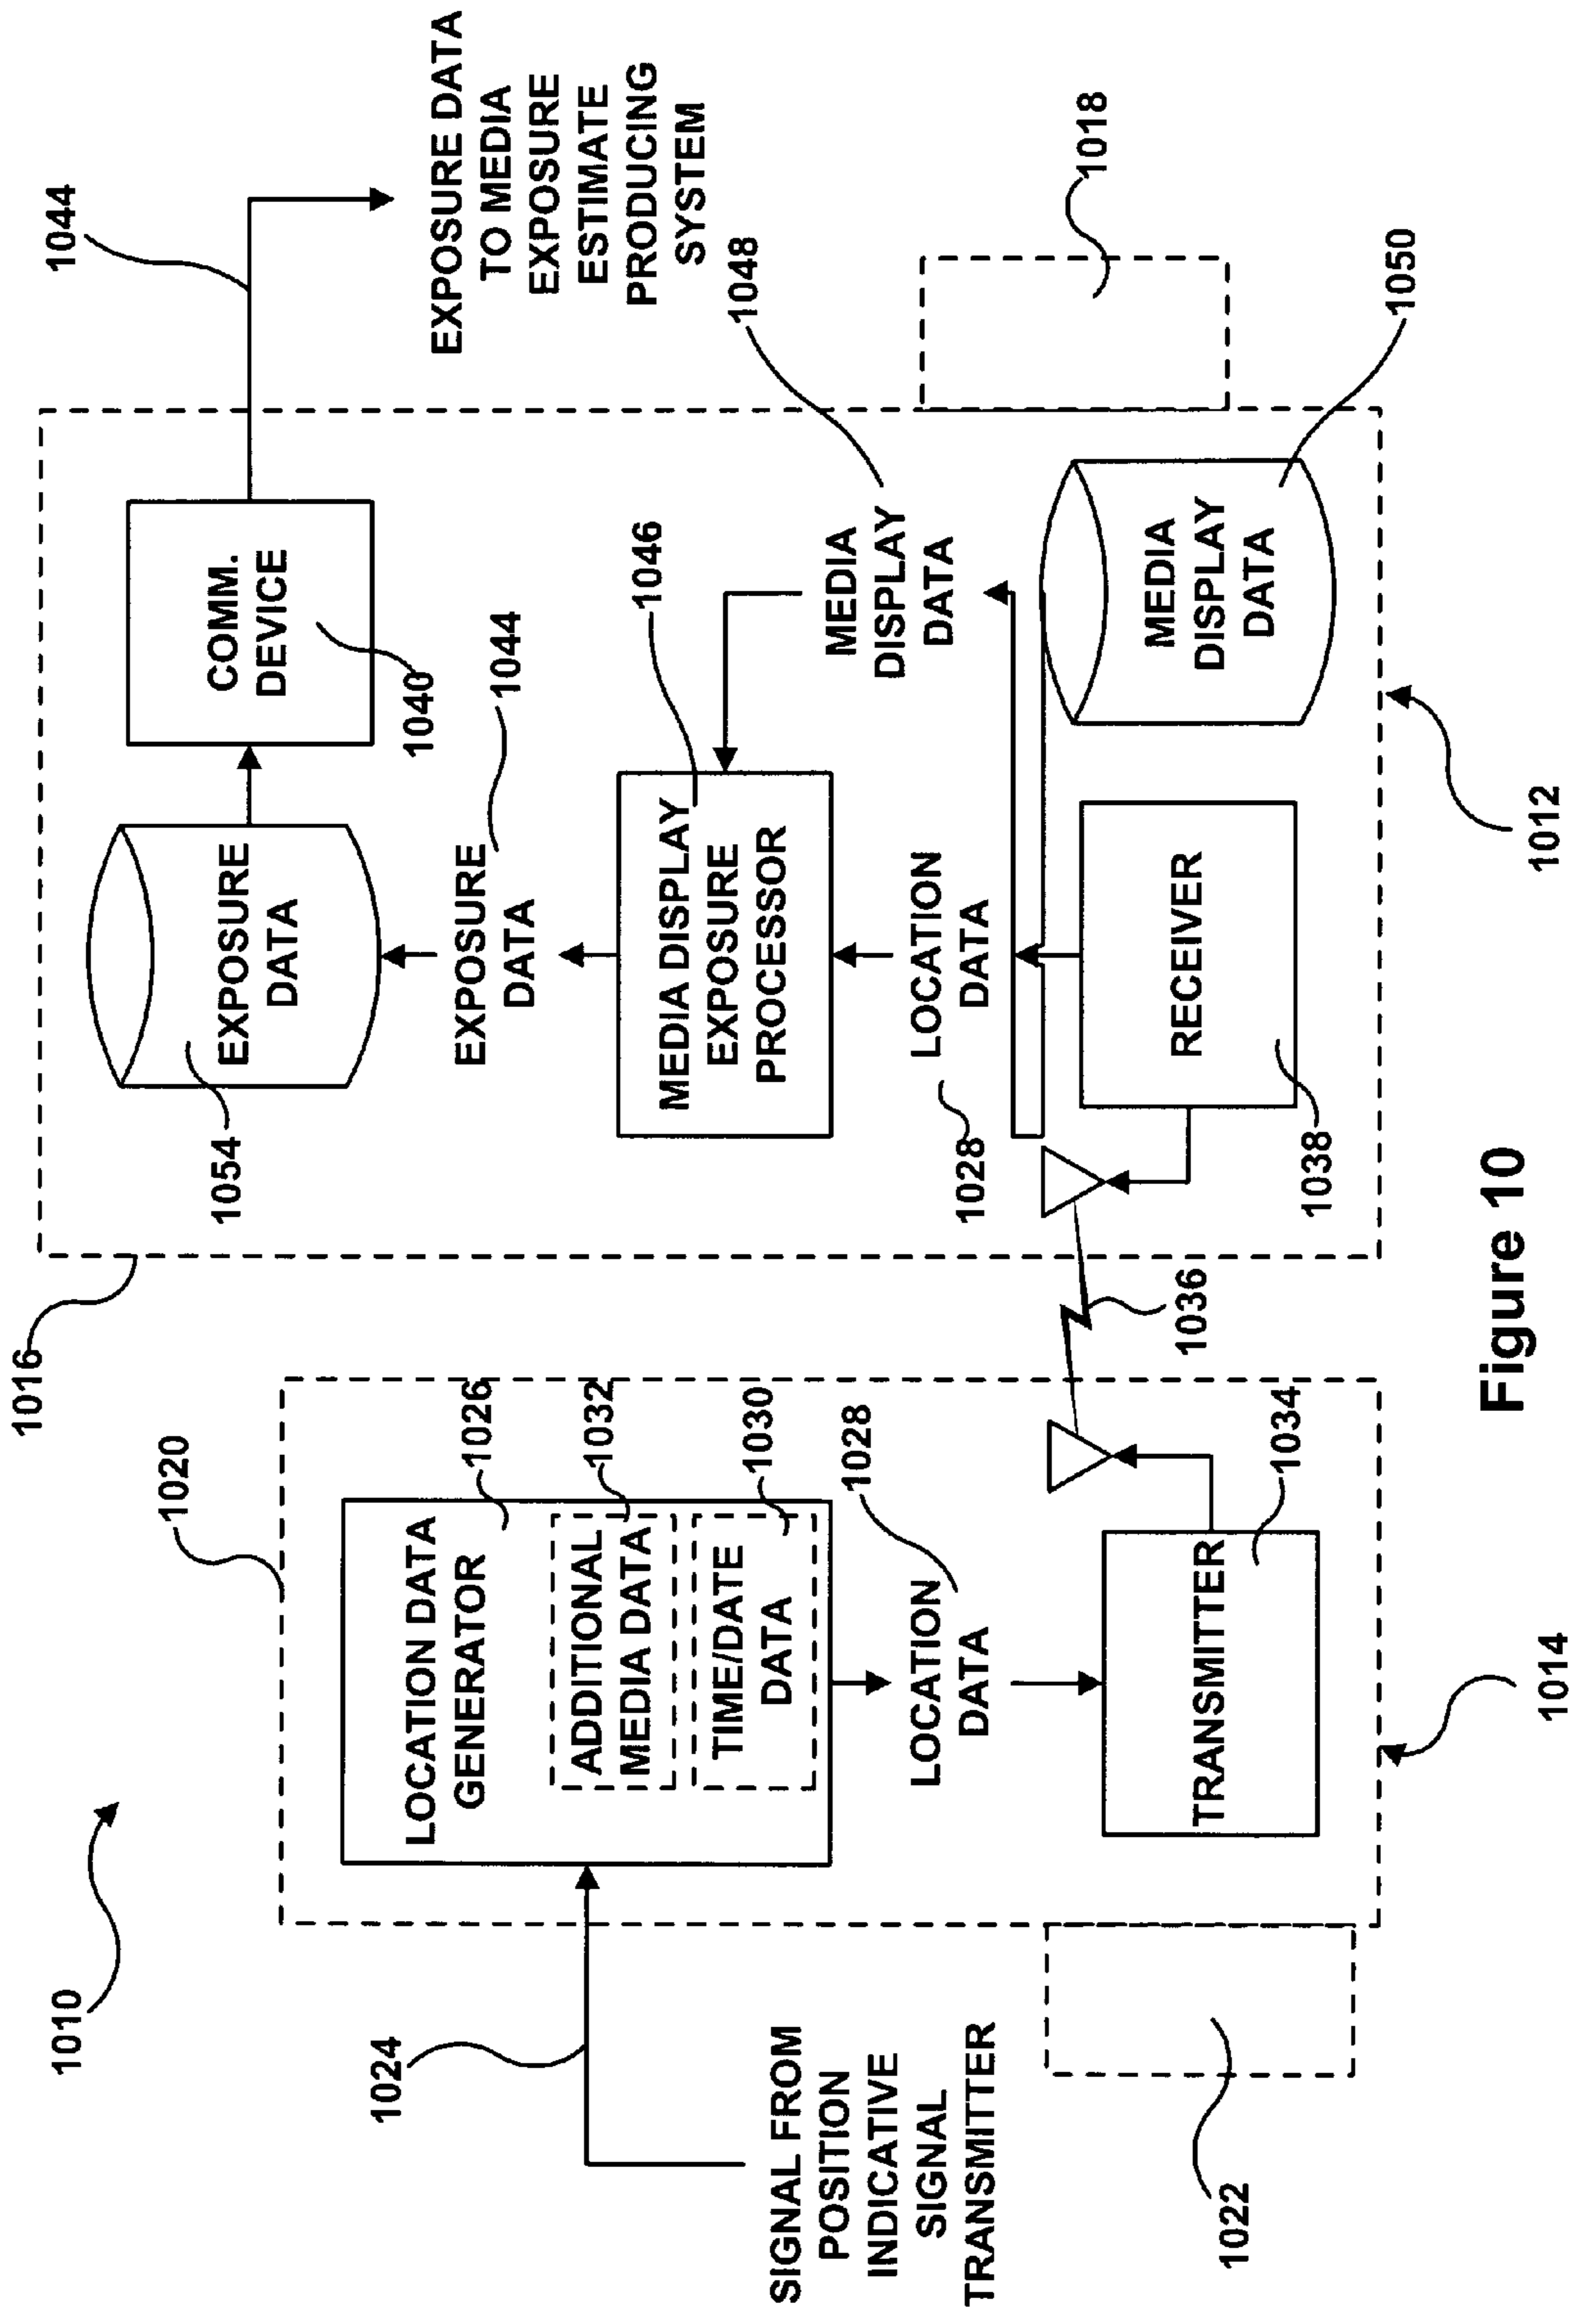 1010
1016
1020
1044
EXPOSURE DATA
TO MEDIA
EXPOSURE
ESTIMATE
PRODUCING
SYSTEM
1024
SIGNAL FROM
POSITION
INDICATIVE
SIGNAL
TRANSMITTER
1022
LOCATION DATA
GENERATOR
1026
ADDITIONAL
MEDIA DATA
1032
TIME/DATE
DATA
1030
LOCATION
DATA
1028
TRANSMITTER
1034
1014
1036
1054
EXPOSURE
DATA
COMM.
DEVICE
1040
EXPOSURE
DATA
1044
MEDIA DISPLAY
EXPOSURE
PROCESSOR
1046
LOCATION
DATA
1028
MEDIA
DISPLAY
DATA
1048
RECEIVER
1038
MEDIA
DISPLAY
DATA
1050
1018
1012
Figure 10